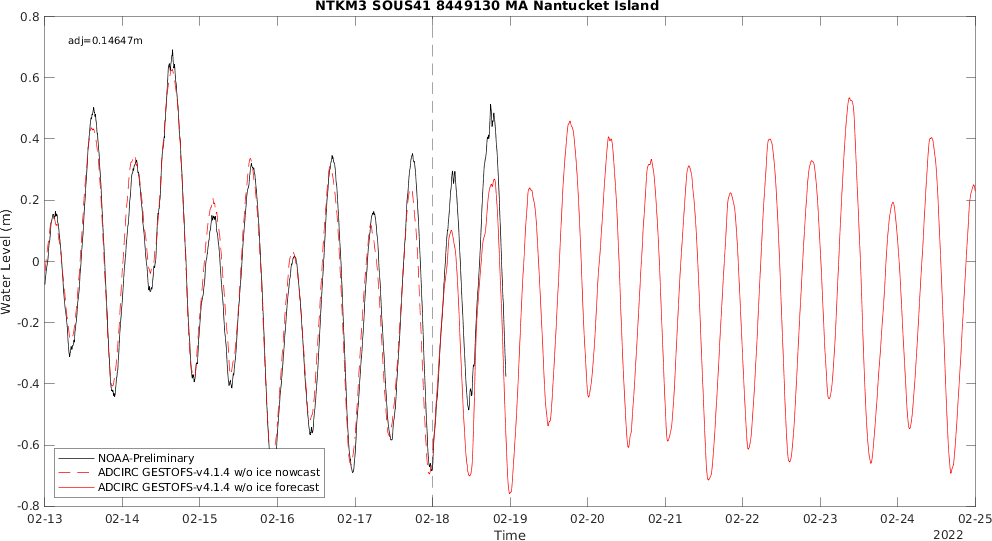 NTKM3 SOUS41 8449130 MA Nantucket Island
adj=0.14647m
0.8
0.6
0.4
0.2
0
-0.2
-0.4
-0.6
-0.8
Water Level (m)
NOAA-Preliminary
ADCIRC GESTOFS-v4.1.4 w/o ice nowcast
ADCIRC GESTOFS-v4.1.4 w/o ice forecast
02-13 02-14 02-15 02-16 02-17 02-18 02-19 02-20 02-21 02-22 02-23 02-24 02-25
Time
2022